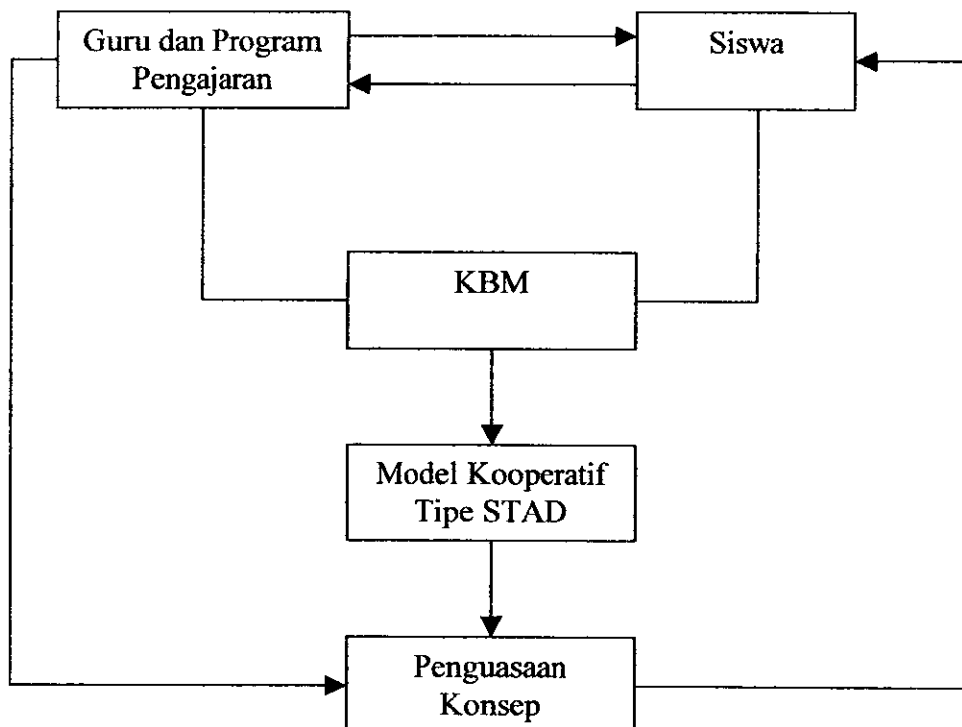 Guru dan Program
Pengajaran
Siswa
KBM
Model Kooperatif
Tipe STAD
Penguasaan
Konsep